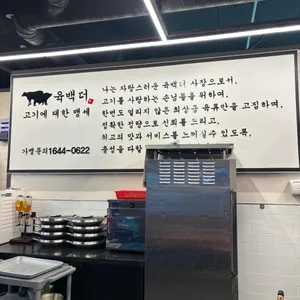 육백더
고기에 대한 맹세
가맹문의1644-0622
나는 자랑스러운 육백더 사장으로서,
고기를 사랑하는 손님들을 위하여,
한번도 얼리지 않은 최상급 육류만을 고집하며,
정확한 정량으로 신뢰를 드리고,
최고의 맛과 서비스를 느끼실수 있도록,
충성을 다합